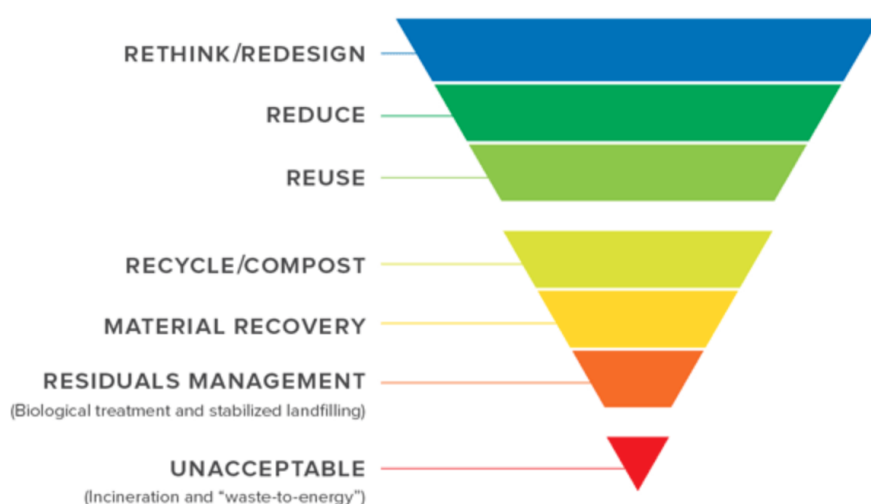 RETHINK/REDESIGN
REDUCE
REUSE
RECYCLE/COMPOST
MATERIAL RECOVERY
RESIDUALS MANAGEMENT
(Biological treatment and stabilized landfilling)
UNACCEPTABLE
(Incineration and “waste-to-energy”)